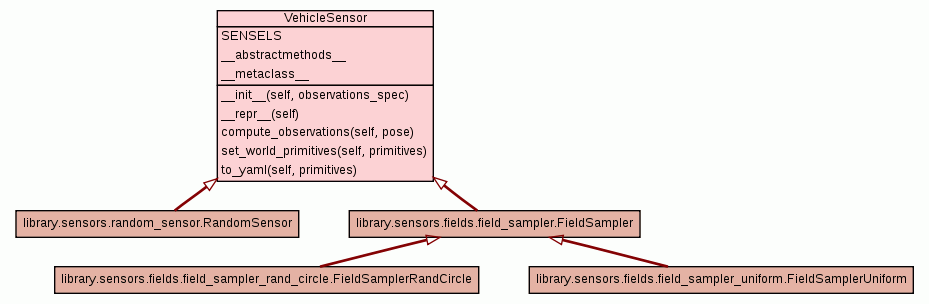 VehicleSensor
SENSELS
__abstractmethods__
__metaclass__
__init__(self, observations_spec)
__repr__(self)
compute_observations(self, pose)
set_world_primitives(self, primitives)
to_yaml(self, primitives)
library.sensors.random_sensor.RandomSensor
library.sensors.fields.field_sampler.FieldSampler
library.sensors.fields.field_sampler_rand_circle.FieldSamplerRandCircle
library.sensors.fields.field_sampler_uniform.FieldSamplerUniform